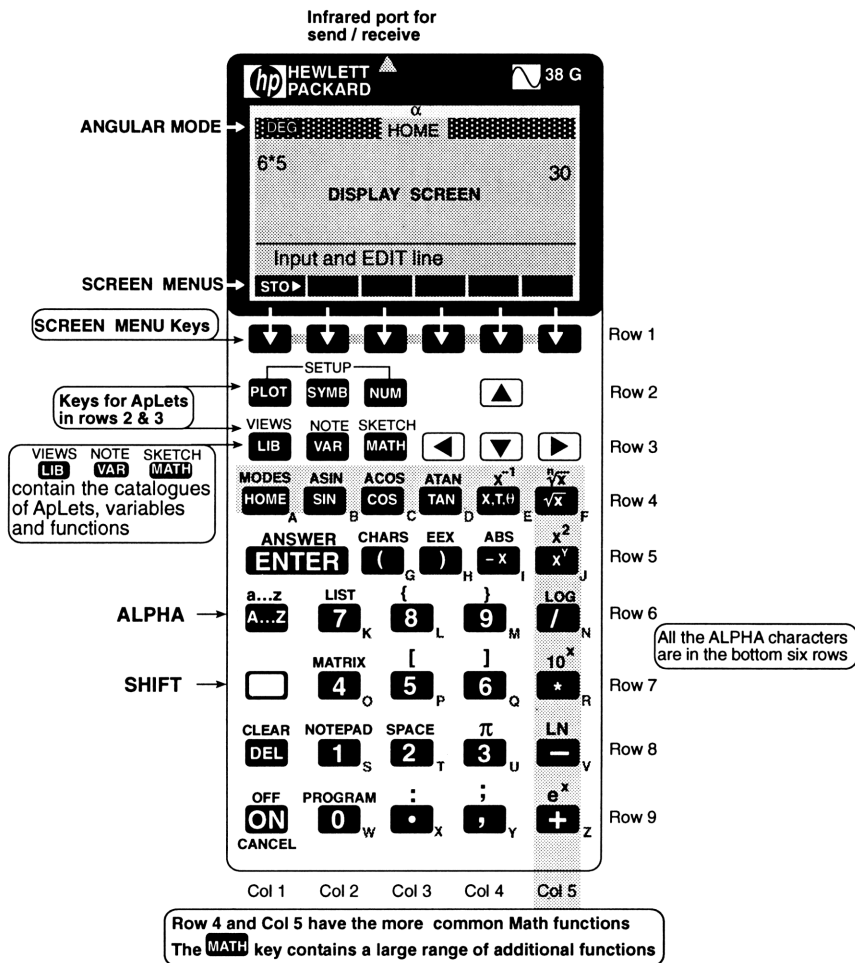 Infrared port for
send / receive
hp HEWLETT
PACKARD
38 G
α
ANGULAR MODE
DEG
HOME
6*5
30
DISPLAY SCREEN
Input and EDIT line
SCREEN MENUS
STO▶
SCREEN MENU Keys
Row 1
SETUP
PLOT SYMB NUM
Row 2
Keys for ApLets
in rows 2 & 3
VIEWS NOTE SKETCH
LIB VAR MATH
Row 3
VIEWS NOTE SKETCH
LIB VAR MATH
contain the catalogues
of ApLets, variables
and functions
MODES ASIN ACOS ATAN X⁻¹ ⁿ√x
HOME A SIN B COS C TAN D X,T,θ E √x F
Row 4
ANSWER CHARS EEX ABS X²
ENTER ( G ) H -X I Xʸ J
Row 5
a...z LIST { } LOG
ALPHA A...Z 7 K 8 L 9 M / N
Row 6
All the ALPHA characters
are in the bottom six rows
MATRIX [ ] 10ˣ
SHIFT 4 O 5 P 6 Q * R
Row 7
CLEAR NOTEPAD SPACE π LN
DEL 1 S 2 T 3 U − V
Row 8
OFF PROGRAM : ; eˣ
ON 0 W • X , Y + Z
Row 9
CANCEL
Col 1 Col 2 Col 3 Col 4 Col 5
Row 4 and Col 5 have the more common Math functions
The MATH key contains a large range of additional functions